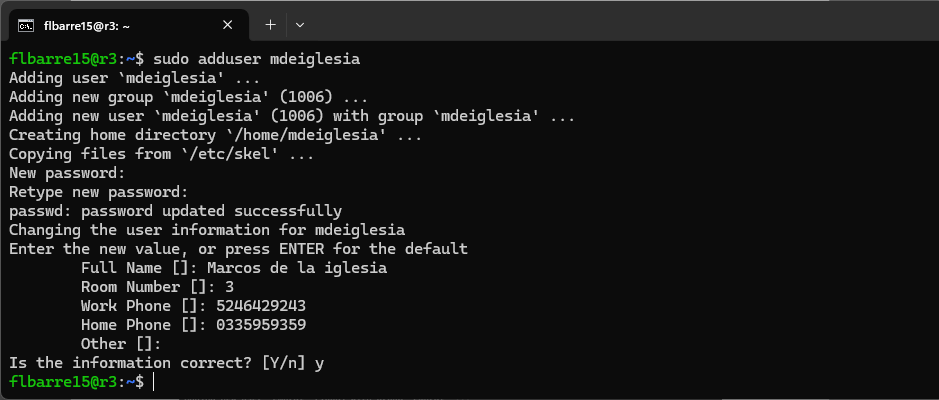 flbarre15@r3: ~
flbarre15@r3:~$ sudo adduser mdeiglesia
Adding user `mdeiglesia' ...
Adding new group `mdeiglesia' (1006) ...
Adding new user `mdeiglesia' (1006) with group `mdeiglesia' ...
Creating home directory `/home/mdeiglesia' ...
Copying files from `/etc/skel' ...
New password:
Retype new password:
passwd: password updated successfully
Changing the user information for mdeiglesia
Enter the new value, or press ENTER for the default
        Full Name []: Marcos de la iglesia
        Room Number []: 3
        Work Phone []: 5246429243
        Home Phone []: 0335959359
        Other []:
Is the information correct? [Y/n] y
flbarre15@r3:~$